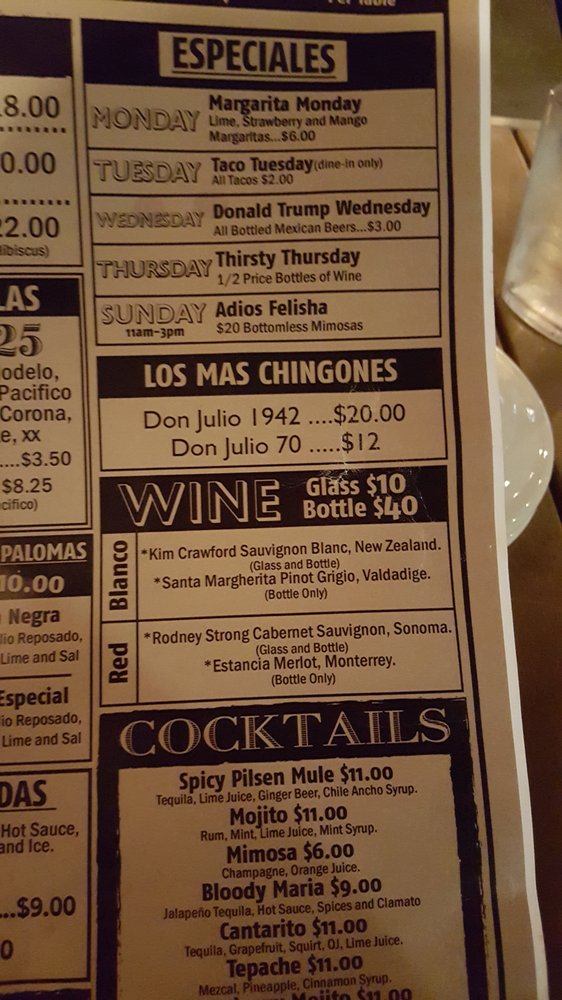 Per Table
8.00
0.00
22.00
Hibiscus)
LAS
25
odelo,
Pacifico
Corona,
e, xx
....$3.50
$8.25
cifico)
PALOMAS
10.00
Negra
lio Reposado,
Lime and Sal
Especial
io Reposado,
Lime and Sal
DAS
Hot Sauce,
and Ice.
...$9.00
0
ESPECIALES
MONDAY Margarita Monday
Lime, Strawberry and Mango
Margaritas...$6.00
TUESDAY Taco Tuesday(dine-in only)
All Tacos $2.00
WEDNESDAY Donald Trump Wednesday
All Bottled Mexican Beers...$3.00
THURSDAY Thirsty Thursday
1/2 Price Bottles of Wine
SUNDAY Adios Felisha
11am-3pm $20 Bottomless Mimosas
LOS MAS CHINGONES
Don Julio 1942 ....$20.00
Don Julio 70 .....$12
WINE Glass $10
Bottle $40
Blanco
*Kim Crawford Sauvignon Blanc, New Zealand.
(Glass and Bottle)
*Santa Margherita Pinot Grigio, Valdadige.
(Bottle Only)
Red
*Rodney Strong Cabernet Sauvignon, Sonoma.
(Glass and Bottle)
*Estancia Merlot, Monterrey.
(Bottle Only)
COCKTAILS
Spicy Pilsen Mule $11.00
Tequila, Lime Juice, Ginger Beer, Chile Ancho Syrup.
Mojito $11.00
Rum, Mint, Lime Juice, Mint Syrup.
Mimosa $6.00
Champagne, Orange Juice.
Bloody Maria $9.00
Jalapeño Tequila, Hot Sauce, Spices and Clamato
Cantarito $11.00
Tequila, Grapefruit, Squirt, OJ, Lime Juice.
Tepache $11.00
Mezcal, Pineapple, Cinnamon Syrup.
Mojito $11.00